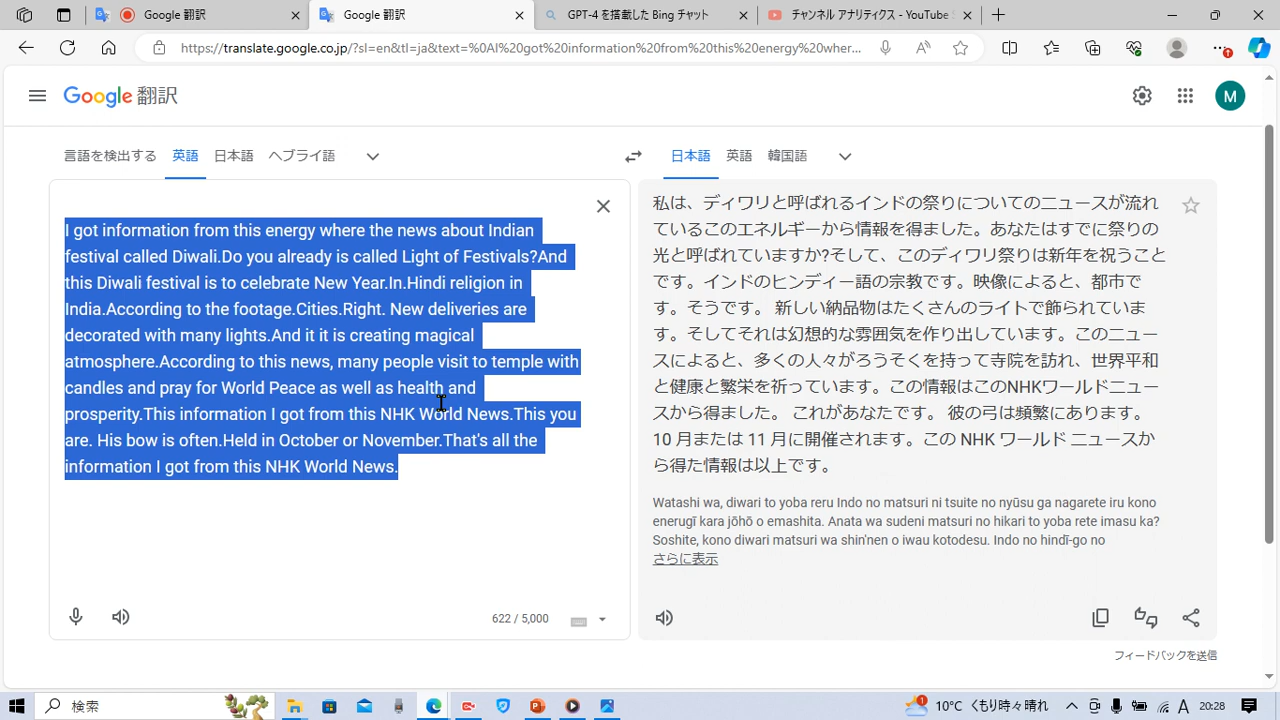 Google 翻訳
Google 翻訳
GPT-4 を搭載した Bing チャット
チャンネル アナリティクス - YouTube
https://translate.google.co.jp/?sl=en&tl=ja&text=%0AI%20got%20information%20from%20this%20energy%20wher...
Google 翻訳
M
言語を検出する 英語 日本語 ヘブライ語
日本語 英語 韓国語
I got information from this energy where the news about Indian
festival called Diwali.Do you already is called Light of Festivals?And
this Diwali festival is to celebrate New Year.In.Hindi religion in
India.According to the footage.Cities.Right. New deliveries are
decorated with many lights.And it it is creating magical
atmosphere.According to this news, many people visit to temple with
candles and pray for World Peace as well as health and
prosperity.This information I got from this NHK World News.This you
are. His bow is often.Held in October or November.That's all the
information I got from this NHK World News.
622 / 5,000
私は、ディワリと呼ばれるインドの祭りについてのニュースが流れ
ているこのエネルギーから情報を得ました。あなたはすでに祭りの
光と呼ばれていますか?そして、このディワリ祭りは新年を祝うこと
です。インドのヒンディー語の宗教です。映像によると、都市で
す。そうです。 新しい納品物はたくさんのライトで飾られていま
す。そしてそれは幻想的な雰囲気を作り出しています。このニュー
スによると、多くの人々がろうそくを持って寺院を訪れ、世界平和
と健康と繁栄を祈っています。この情報はこのNHKワールドニュー
スから得ました。 これがあなたです。 彼の弓は頻繁にあります。
10 月または 11 月に開催されます。この NHK ワールド ニュースか
ら得た情報は以上です。
Watashi wa, diwari to yoba reru Indo no matsuri ni tsuite no nyūsu ga nagarete iru kono
enerugī kara jōhō o emashita. Anata wa sudeni matsuri no hikari to yoba rete imasu ka?
Soshite, kono diwari matsuri wa shin'nen o iwau kotodesu. Indo no hindī-go no
さらに表示
フィードバックを送信
検索
1
10°C くもり時々晴れ
A
20:28